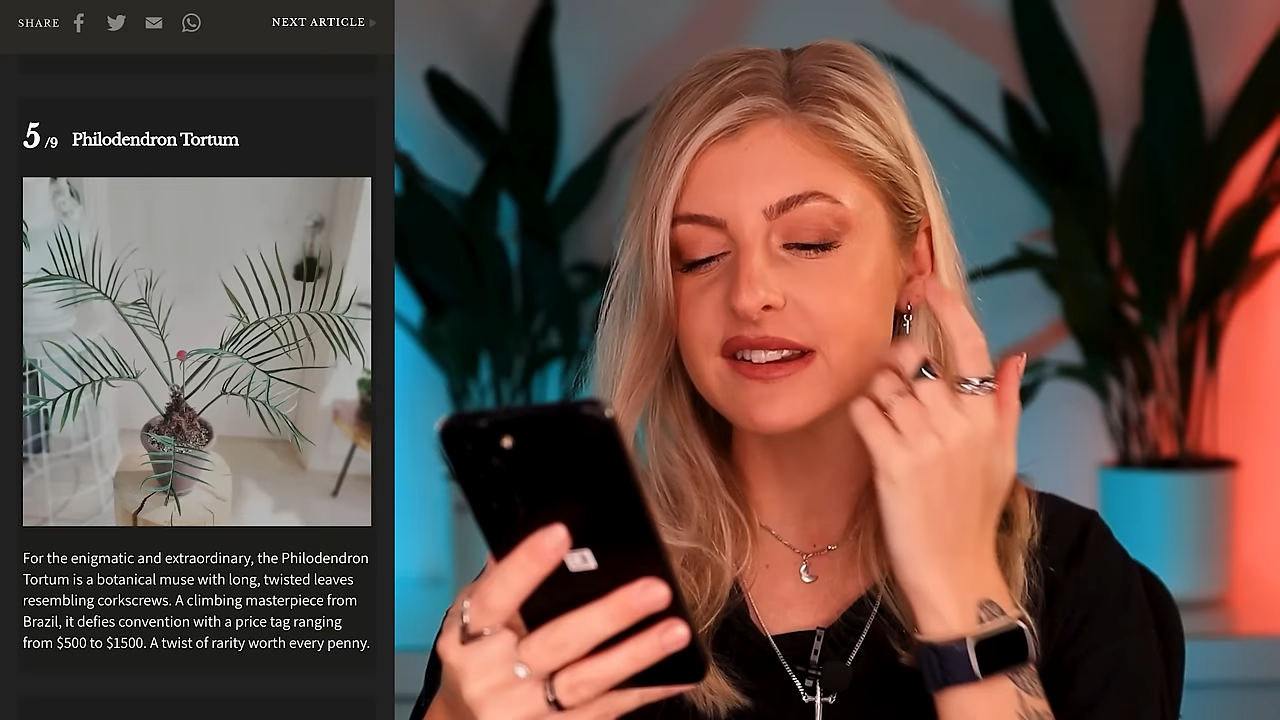 SHARE
NEXT ARTICLE
5 /9 Philodendron Tortum
For the enigmatic and extraordinary, the Philodendron
Tortum is a botanical muse with long, twisted leaves
resembling corkscrews. A climbing masterpiece from
Brazil, it defies convention with a price tag ranging
from $500 to $1500. A twist of rarity worth every penny.